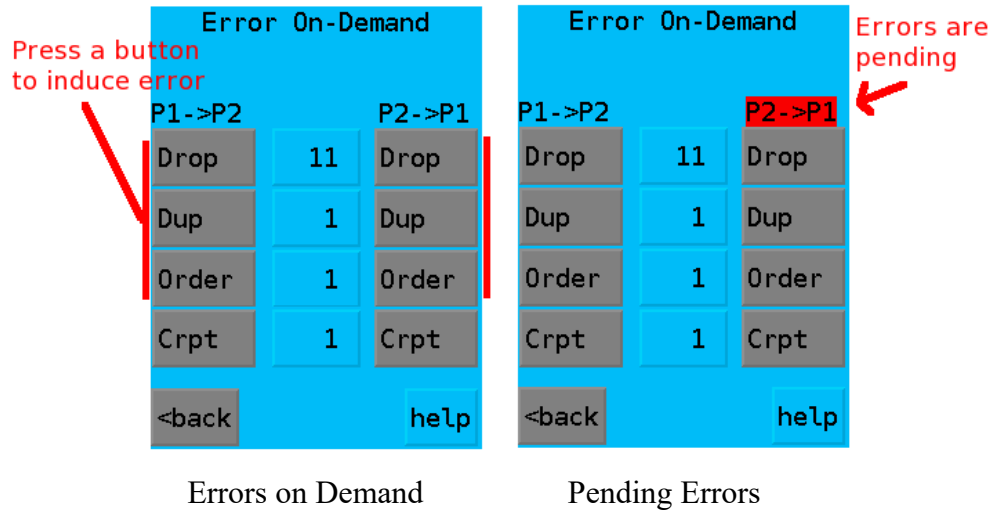 Press a button
to induce error
Error On-Demand
P1->P2 P2->P1
Drop 11 Drop
Dup 1 Dup
Order 1 Order
Crpt 1 Crpt
<back help
Errors on Demand
Error On-Demand
Errors are
pending
P1->P2 P2->P1
Drop 11 Drop
Dup 1 Dup
Order 1 Order
Crpt 1 Crpt
<back help
Pending Errors